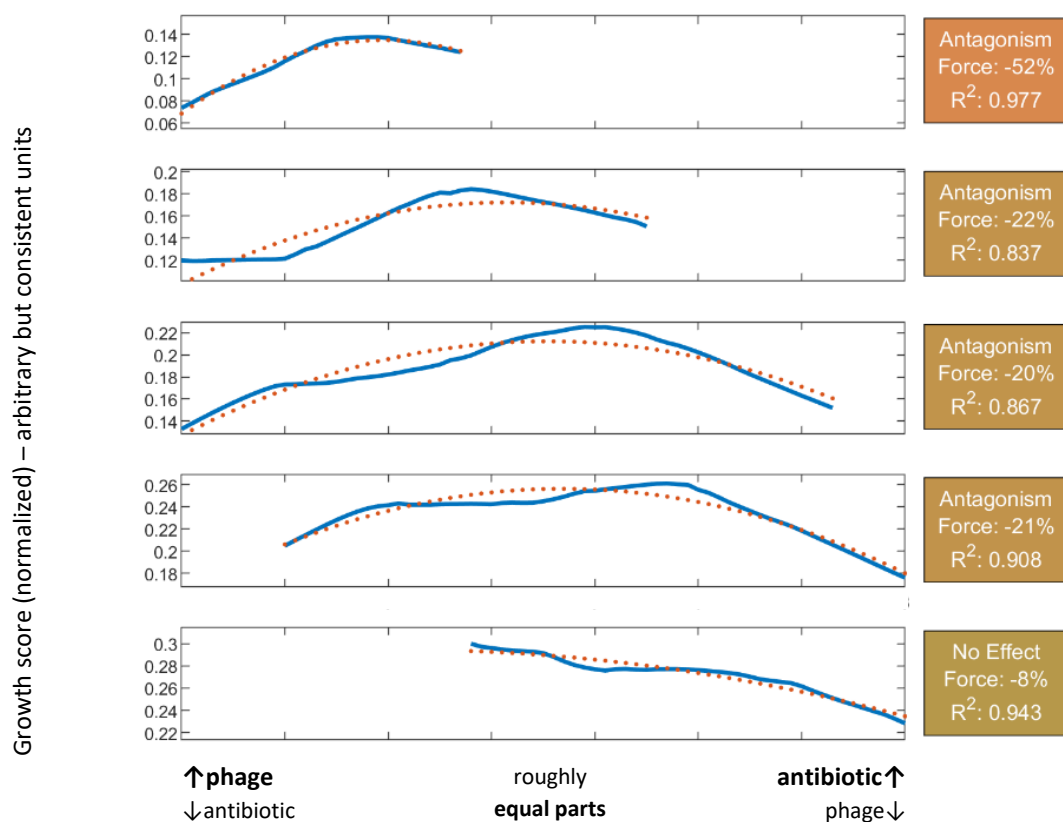 Growth score (normalized) – arbitrary but consistent units
0.14
0.12
0.1
0.08
0.06
Antagonism
Force: -52%
R²: 0.977
0.2
0.18
0.16
0.14
0.12
Antagonism
Force: -22%
R²: 0.837
0.22
0.2
0.18
0.16
0.14
Antagonism
Force: -20%
R²: 0.867
0.26
0.24
0.22
0.2
0.18
Antagonism
Force: -21%
R²: 0.908
0.3
0.28
0.26
0.24
0.22
No Effect
Force: -8%
R²: 0.943
↑phage roughly antibiotic↑
↓antibiotic equal parts phage↓